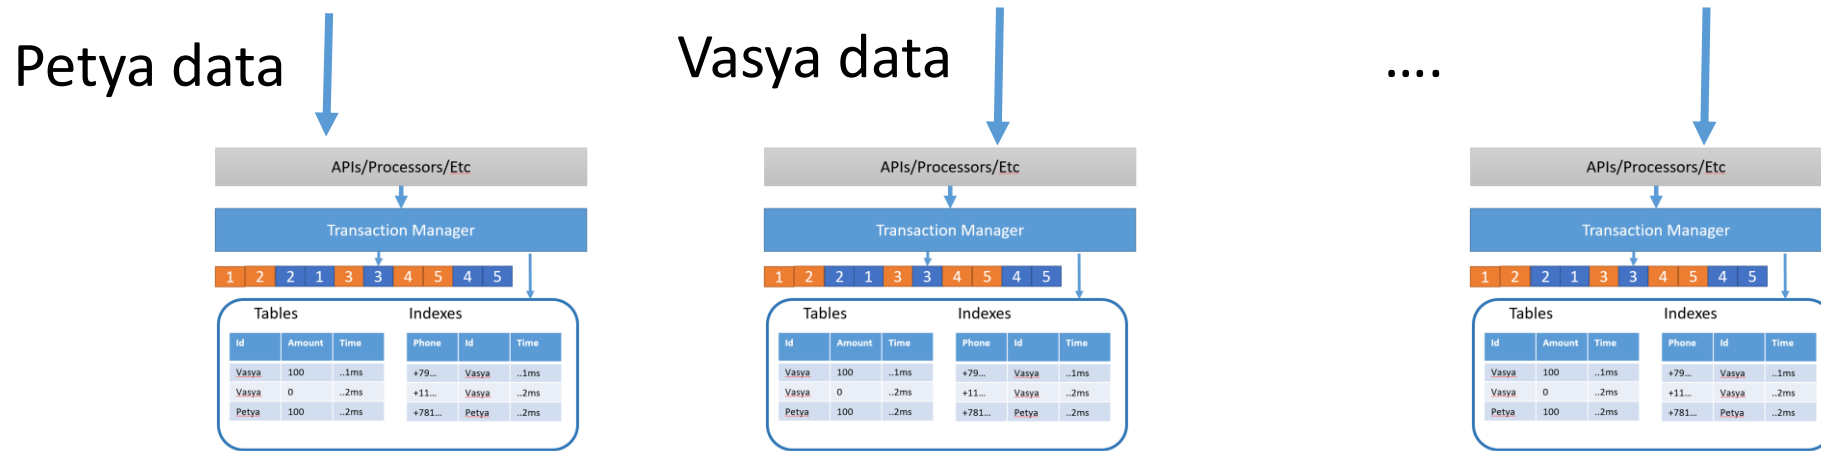 Petya data
Vasya data
....
APIs/Processors/Etc
APIs/Processors/Etc
APIs/Processors/Etc
Transaction Manager
Transaction Manager
Transaction Manager
1 2 2 1 3 3 4 5 4 5
1 2 2 1 3 3 4 5 4 5
1 2 2 1 3 3 4 5 4 5
Tables Indexes
Id Amount Time Phone Id Time
Vasya 100 ..1ms +79... Vasya ..1ms
Vasya 0 ..2ms +11... Vasya ..2ms
Petya 100 ..2ms +781... Petya ..2ms
Tables Indexes
Id Amount Time Phone Id Time
Vasya 100 ..1ms +79... Vasya ..1ms
Vasya 0 ..2ms +11... Vasya ..2ms
Petya 100 ..2ms +781... Petya ..2ms
Tables Indexes
Id Amount Time Phone Id Time
Vasya 100 ..1ms +79... Vasya ..1ms
Vasya 0 ..2ms +11... Vasya ..2ms
Petya 100 ..2ms +781... Petya ..2ms